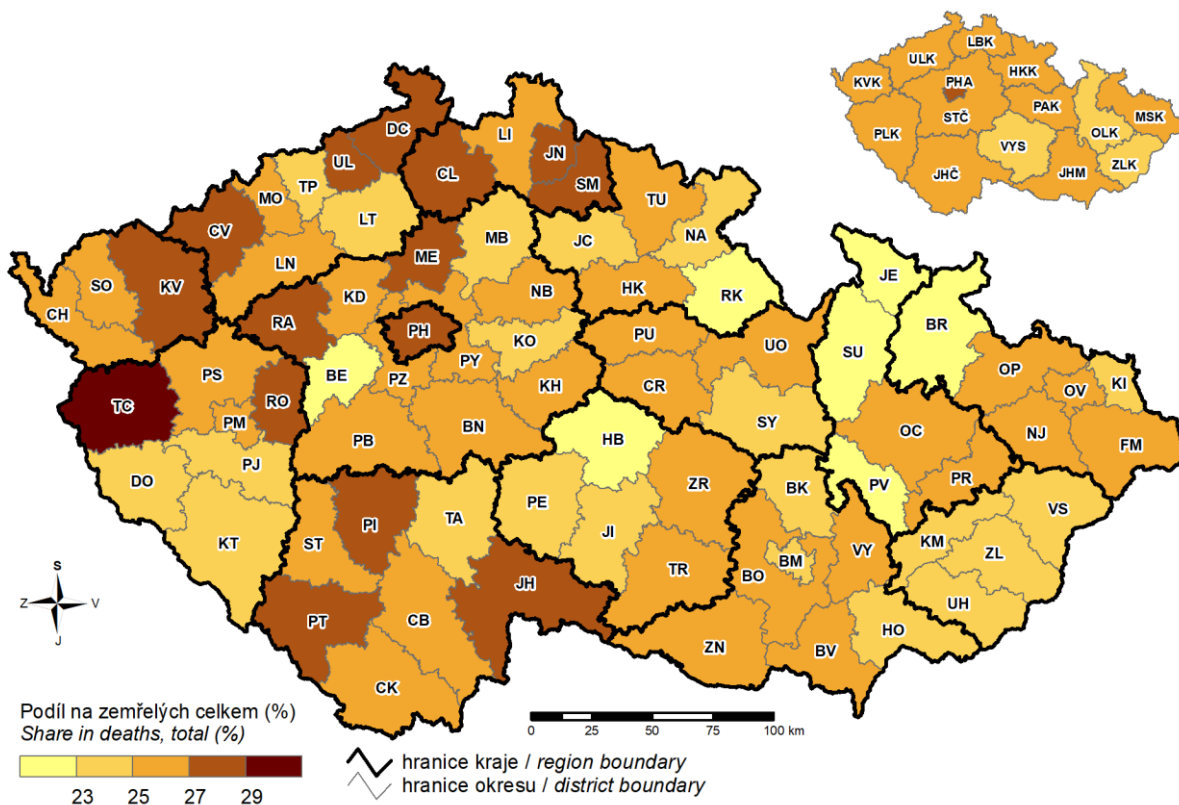 LBK
ULK
HKK
KVK
PHA
PAK
MSK
STČ
PLK
OLK
VYS
ZLK
JHČ
JHM
DC
LI
UL
JN
CL
TP
SM
MO
TU
LT
CV
MB
JC
NA
ME
LN
JE
SO
KV
KD
NB
HK
RK
CH
BR
RA
PH
KO
PU
UO
SU
PS
BE
PZ
PY
OP
KI
TC
RO
KH
CR
OV
PM
PB
BN
HB
SY
OC
NJ
FM
PJ
DO
ZR
BK
PV
PR
PI
TA
PE
VS
KT
ST
JI
KM
VY
ZL
BM
BO
TR
JH
UH
PT
CB
HO
ZN
BV
CK
S
Z V
J
Podíl na zemřelých celkem (%)
Share in deaths, total (%)
23 25 27 29
0 25 50 75 100 km
hranice kraje / region boundary
hranice okresu / district boundary